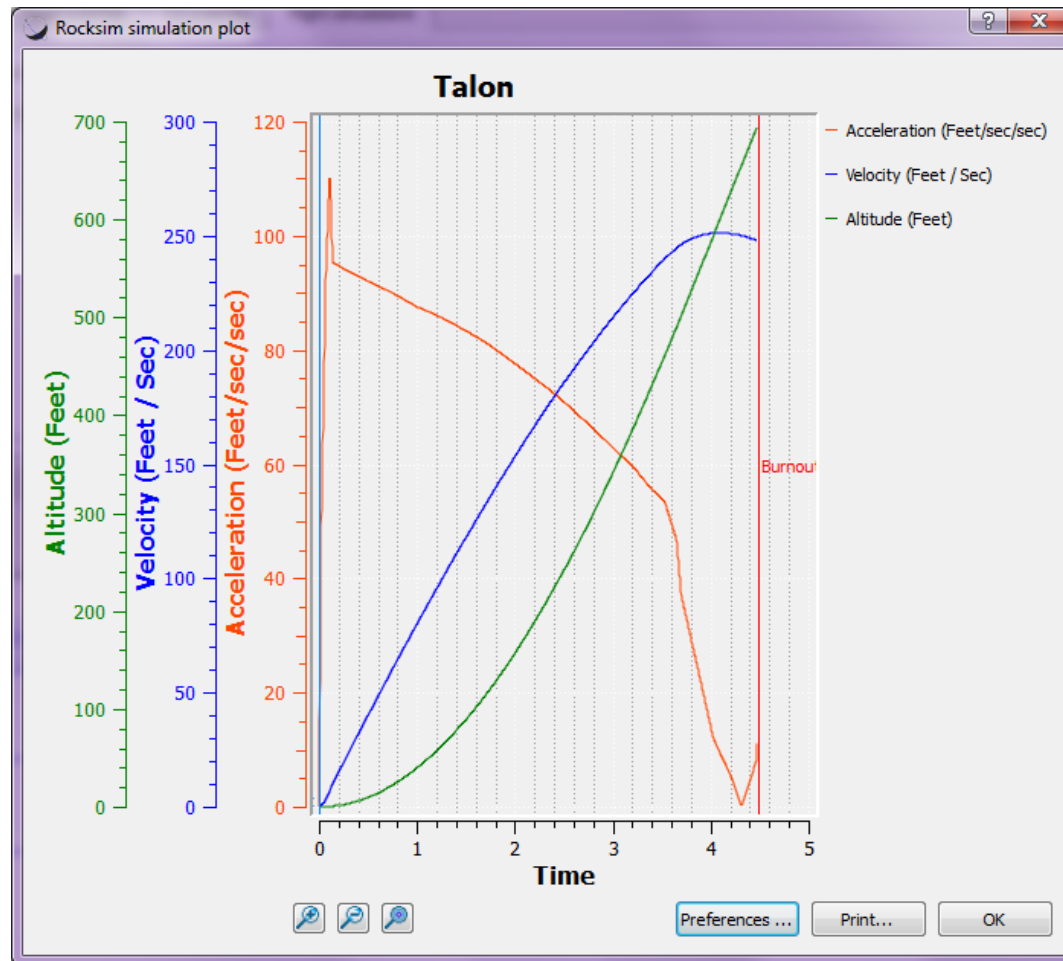 Rocksim simulation plot
Talon
Acceleration (Feet/sec/sec)
Velocity (Feet / Sec)
Altitude (Feet)
Altitude (Feet)
700
600
500
400
300
200
100
0
Velocity (Feet / Sec)
300
250
200
150
100
50
0
Acceleration (Feet/sec/sec)
120
100
80
60
40
20
0
Burnout
0 1 2 3 4 5
Time
Preferences ... Print... OK